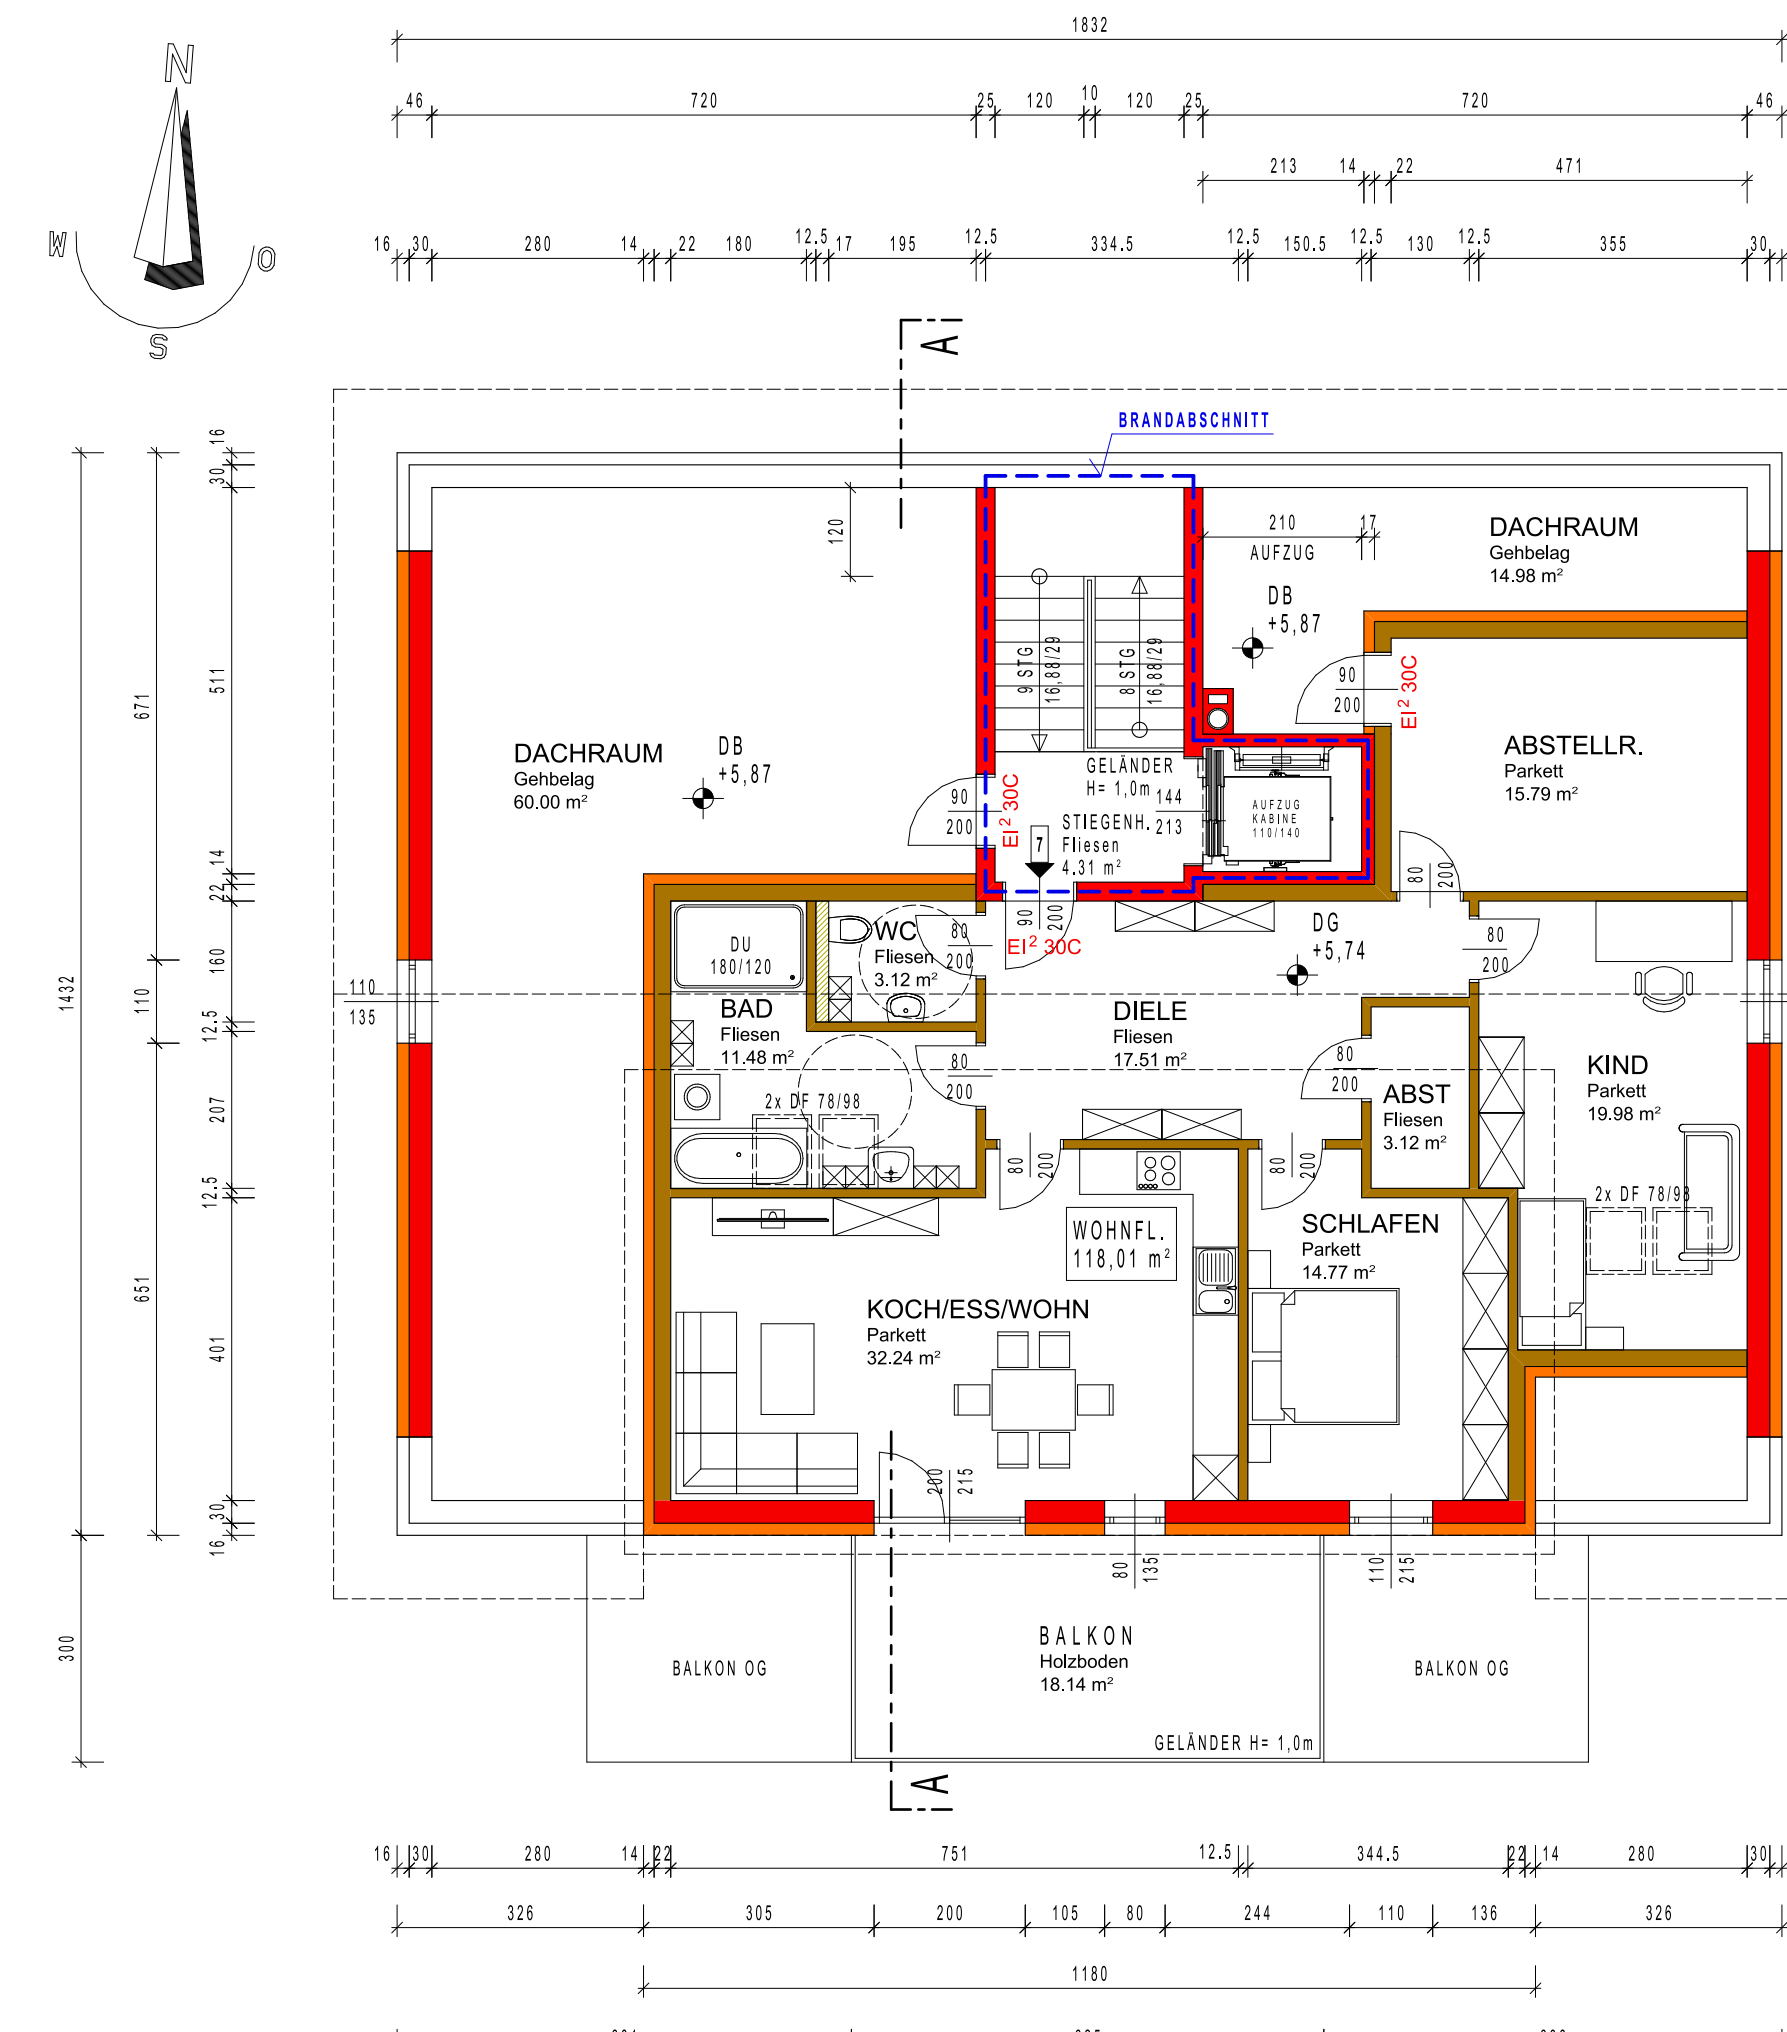 1832
46 720 25 120 10 120 25 720 46
213 14 22 471
16 30 280 14 22 180 12.5 17 195 12.5 334.5 12.5 150.5 12.5 130 12.5 355 30
N
W O
S
A
BRANDABSCHNITT
16
30
511
14
22
160
12.5
207
12.5
401
30
16
671
110
651
1432
300
120
210 17
AUFZUG
DACHRAUM
Gehbelag
14.98 m²
DB
+5,87
9 STG
16,88/29
8 STG
16,88/29
90
200
EI² 30C
DACHRAUM
Gehbelag
60.00 m²
DB
+5,87
ABSTELLR.
Parkett
15.79 m²
GELÄNDER
H= 1,0m
144
213
STIEGENH.
Fliesen
4.31 m²
AUFZUG
KABINE
110/140
90
200
EI² 30C
7
80
200
90
200
EI² 30C
DU
180/120
WC
Fliesen
3.12 m²
80
200
DG
+5,74
80
200
110
135
BAD
Fliesen
11.48 m²
DIELE
Fliesen
17.51 m²
80
200
80
200
ABST
Fliesen
3.12 m²
KIND
Parkett
19.98 m²
2x DF 78/98
80
200
80
200
2x DF 78/98
WOHNFL.
118,01 m²
SCHLAFEN
Parkett
14.77 m²
KOCH/ESS/WOHN
Parkett
32.24 m²
200
215
80
135
110
215
BALKON OG
BALKON
Holzboden
18.14 m²
BALKON OG
GELÄNDER H= 1,0m
A
16 30 280 14 22 751 12.5 344.5 22 14 280 30
326 305 200 105 80 244 110 136 326
1180